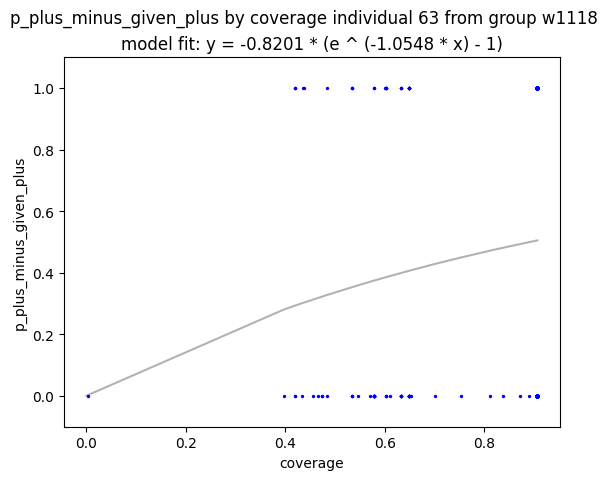 p_plus_minus_given_plus by coverage individual 63 from group w1118
model fit: y = -0.8201 * (e ^ (-1.0548 * x) - 1)
p_plus_minus_given_plus
1.0
0.8
0.6
0.4
0.2
0.0
0.0 0.2 0.4 0.6 0.8
coverage